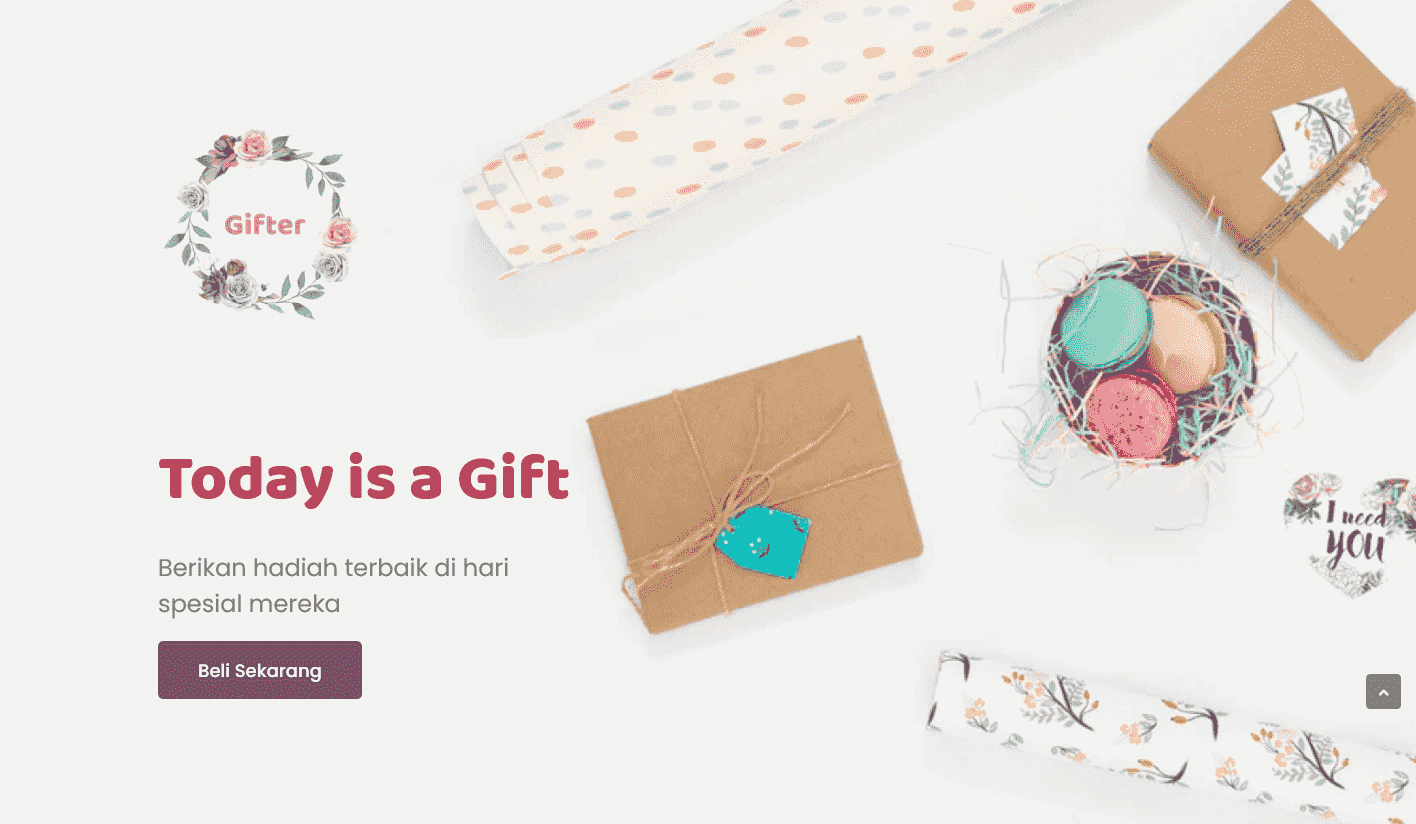 Gifter
Today is a Gift
Berikan hadiah terbaik di hari
spesial mereka
Beli Sekarang
I need
YOU